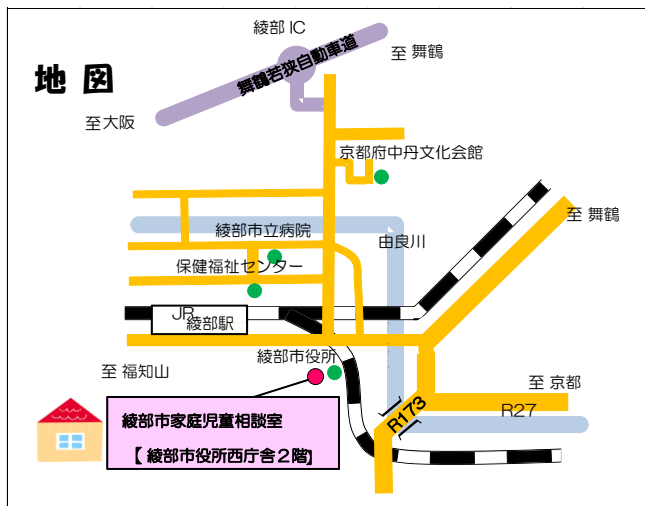 綾部 IC
地 図
舞鶴若狭自動車道
至 舞鶴
至 大阪
京都府中丹文化会館
至 舞鶴
綾部市立病院
由良川
保健福祉センター
JR
綾部駅
綾部市役所
至 福知山
至 京都
R27
R173
綾部市家庭児童相談室
【 綾部市役所西庁舎２階】